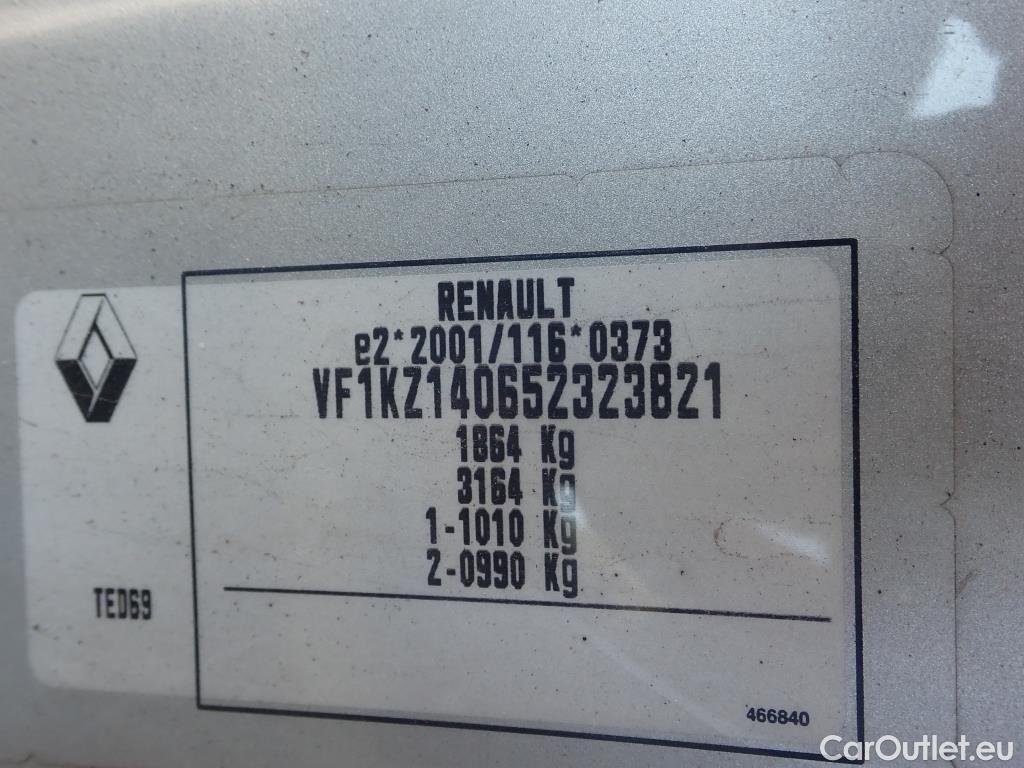 RENAULT
e2*2001/116*0373
VF1KZ140652323821
1864 Kg
3164 Kg
1-1010 Kg
2-0990 Kg
TED69
466840
CarOutlet.eu